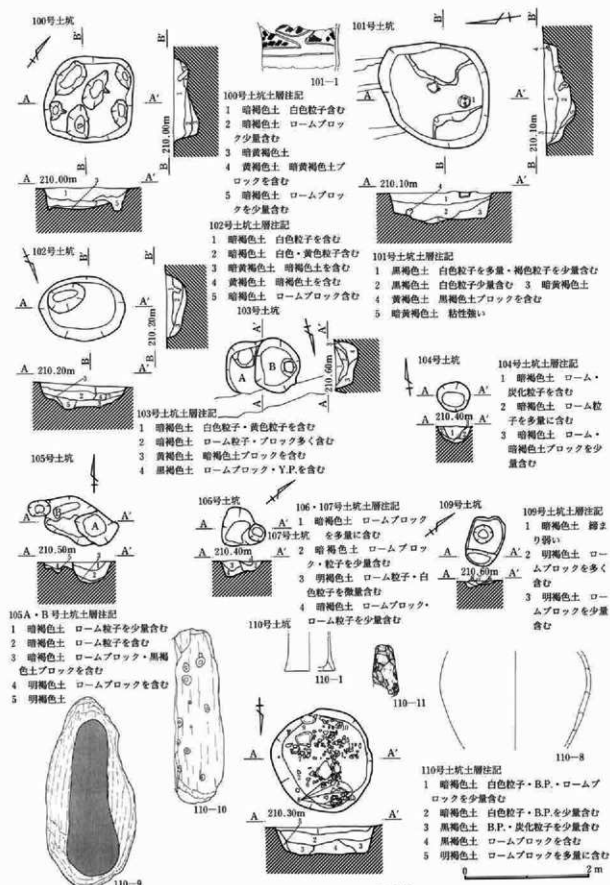 100号土坑
B'
A
A'
B
B'
B
210.00m
A 210.00m
A'
1
3
5
101—1
100号土坑土層注記
1 暗褐色土 白色粒子含む
2 暗褐色土 ロームブロッ
ク少量含む
3 暗黄褐色土
4 黄褐色土 暗黄褐色土ブ
ロックを含む
5 暗褐色土 ロームブロッ
クを少量含む
101号土坑
B'
A
A'
B
B'
B
210.10m
A 210.10m
A'
4
1
2
3
101号土坑土層注記
1 黒褐色土 白色粒子を多量・褐色粒子を少量含む
2 黒褐色土 白色粒子少量含む 3 暗黄褐色土
4 黄褐色土 黒褐色土ブロックを含む
5 暗黄褐色土 粘性強い
102号土坑
B'
A
A'
B
B'
B
210.20m
A 210.20m
A'
102号土坑土層注記
1 暗褐色土 白色粒子を含む
2 暗褐色土 白色・黄色粒子含む
3 暗黄褐色土 暗褐色土を含む
4 黄褐色土 暗褐色土を含む
5 暗褐色土 ロームブロック含む
103号土坑
A'
A
B
A
A'
A
210.60m
103号土坑土層注記
1 暗褐色土 白色粒子・黄色粒子を含む
2 暗褐色土 ローム粒子・ブロック多く含む
3 黄褐色土 暗褐色土ブロックを含む
4 黒褐色土 ロームブロック・Y.P.を含む
104号土坑
A
A'
A
210.40m
A'
104号土坑土層注記
1 暗褐色土 ローム・
炭化粒子を含む
2 暗褐色土 ローム粒
子を多量に含む
3 暗褐色土 ローム・
暗褐色土ブロックを少
量含む
105号土坑
A
A'
B
A
A 210.50m
A'
105A・B号土坑土層注記
1 暗褐色土 ローム粒子を少量含む
2 暗褐色土 ローム粒子を含む
3 暗褐色土 ロームブロック・黒褐
色土ブロックを含む
4 明褐色土 ロームブロックを含む
5 明褐色土
106号土坑
A
A'
107号土坑
A 210.40m
A'
106・107号土坑土層注記
1 暗褐色土 ロームブロック
を多量に含む
2 暗褐色土 ロームブロッ
ク・粒子を少量含む
3 明褐色土 ローム粒子・白
色粒子を微量含む
4 暗褐色土 ロームブロック・
ローム粒子を少量含む
109号土坑
A
A'
A
210.60m
A'
109号土坑土層注記
1 暗褐色土 締ま
り弱い
2 明褐色土 ロー
ムブロックを多く
含む
3 明褐色土 ロー
ムブロックを少量
含む
110号土坑
110—1
110—11
110—8
110—10
110—9
A
A'
A 210.30m
A'
1
2
3
4
110号土坑土層注記
1 暗褐色土 白色粒子・B.P.・ロームブ
ロックを少量含む
2 暗褐色土 白色粒子・B.P.を少量含む
3 黒褐色土 B.P.・炭化粒子を少量含む
4 黒褐色土 ロームブロックを含む
5 明褐色土 ロームブロックを多量に含む
0
2 m